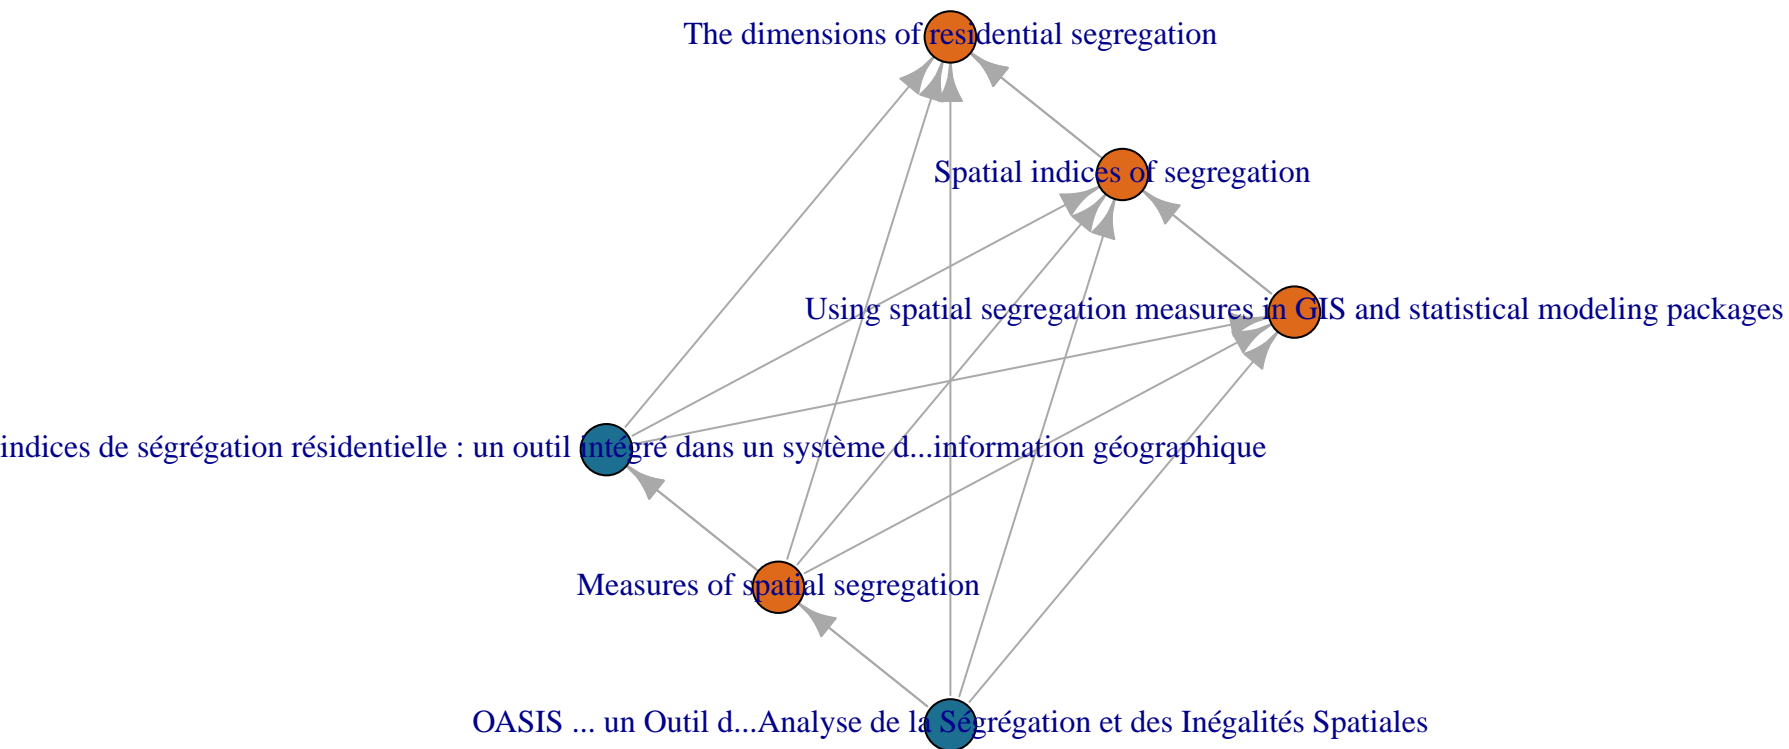 The dimensions of residential segregation
Spatial indices of segregation
Using spatial segregation measures in GIS and statistical modeling packages
indices de ségrégation résidentielle : un outil intégré dans un système d...information géographique
Measures of spatial segregation
OASIS ... un Outil d...Analyse de la Ségrégation et des Inégalités Spatiales